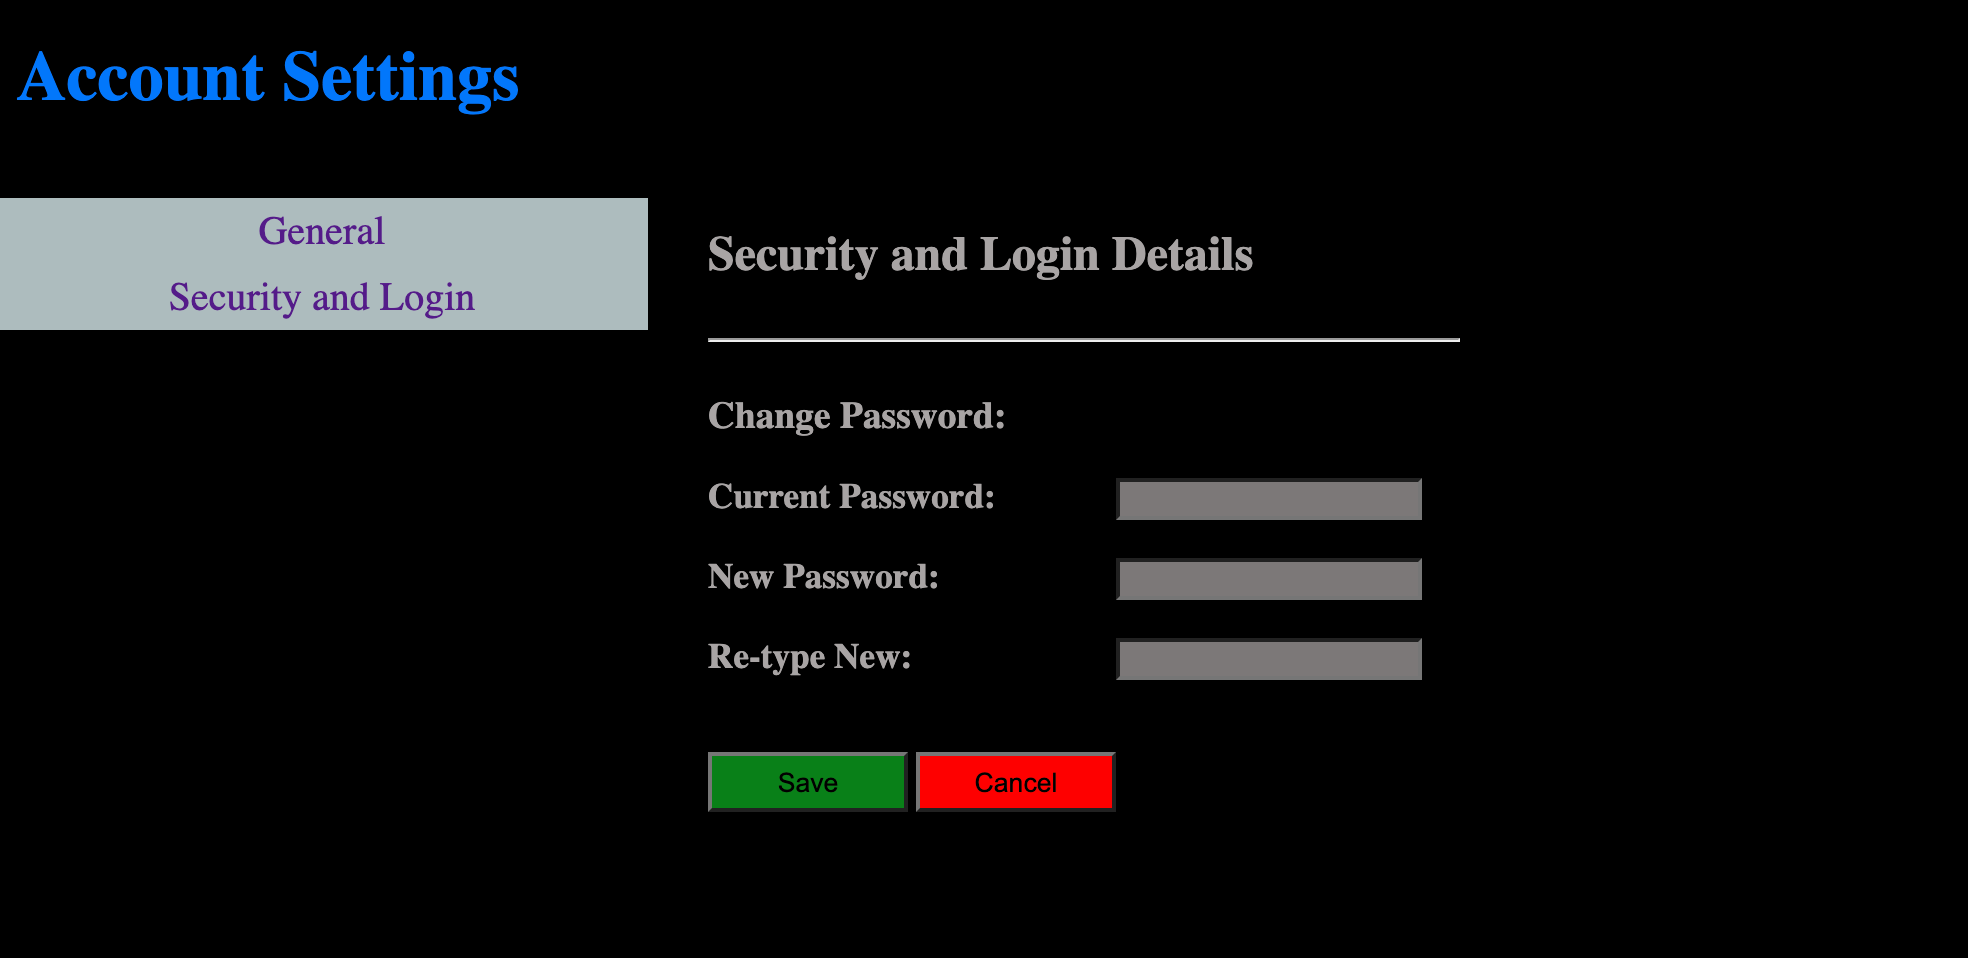 Account Settings
General
Security and Login
Security and Login Details
Change Password:
Current Password:
New Password:
Re-type New:
Save Cancel